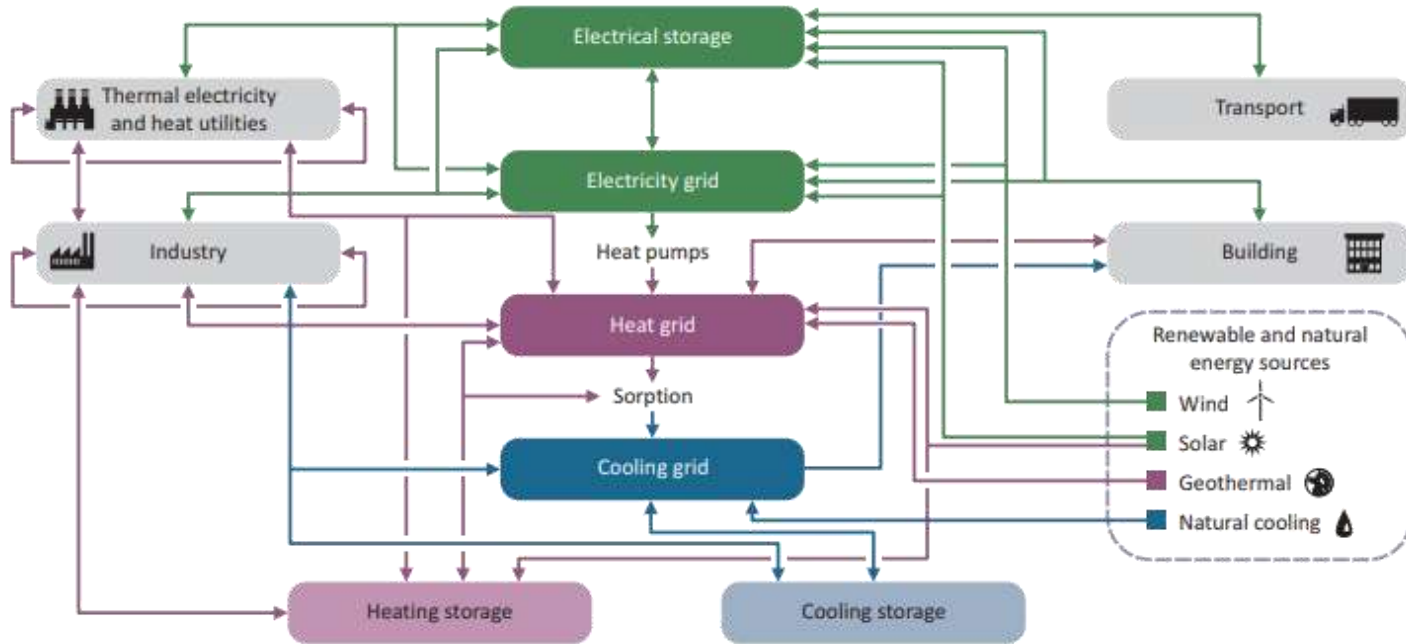 Electrical storage
Thermal electricity
and heat utilities
Transport
Electricity grid
Industry
Heat pumps
Building
Heat grid
Renewable and natural
energy sources
Sorption
Wind
Solar
Cooling grid
Geothermal
Natural cooling
Heating storage
Cooling storage